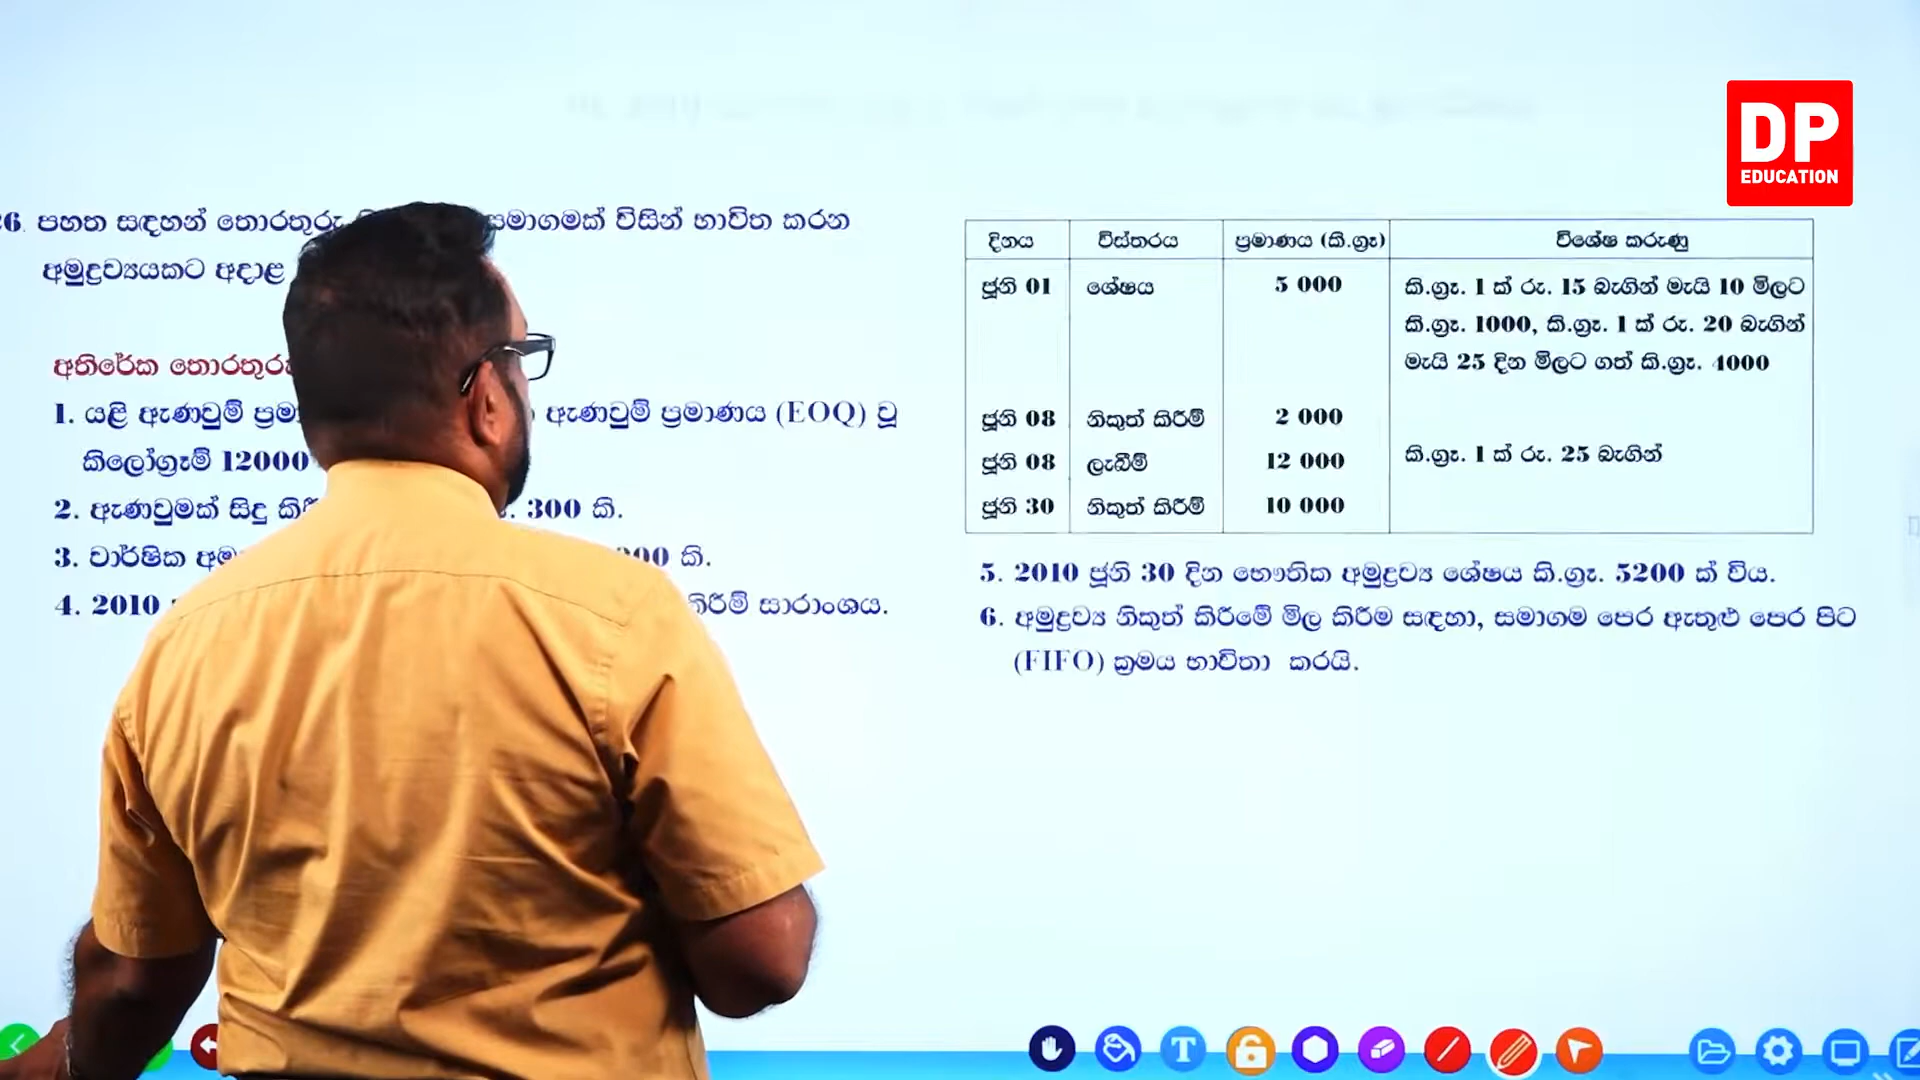 DP
EDUCATION
26. පහත සඳහන් තොරතුරු සමාගමක් විසින් භාවිත කරන
අමුද්‍රව්‍යයකට අදාළ
අතිරේක තොරතුරු
1. යළි ඇණවුම් ඇණවුම් ප්‍රමාණය (EOQ) වූ
කිලෝග්‍රෑම් 12000
2. ඇණවුමක් සිදු 300 කි.
3. වාර්ෂික කි.
4. 2010 සාරාංශය.
දිනය විස්තරය ප්‍රමාණය (කි.ග්‍රෑ) විශේෂ කරුණු
ජූනි 01 ශේෂය 5 000 කි.ග්‍රෑ. 1 ක් රු. 15 බැගින් මැයි 10 මිලට
කි.ග්‍රෑ. 1000, කි.ග්‍රෑ. 1 ක් රු. 20 බැගින්
මැයි 25 දින මිලට ගත් කි.ග්‍රෑ. 4000
ජූනි 08 නිකුත් කිරීම් 2 000
ජූනි 08 ලැබීම් 12 000 කි.ග්‍රෑ. 1 ක් රු. 25 බැගින්
ජූනි 30 නිකුත් කිරීම් 10 000
5. 2010 ජූනි 30 දින භෞතික අමුද්‍රව්‍ය ශේෂය කි.ග්‍රෑ. 5200 ක් විය.
6. අමුද්‍රව්‍ය නිකුත් කිරීමේ මිල කිරීම සඳහා, සමාගම පෙර ඇතුළු පෙර පිට
(FIFO) ක්‍රමය භාවිතා කරයි.